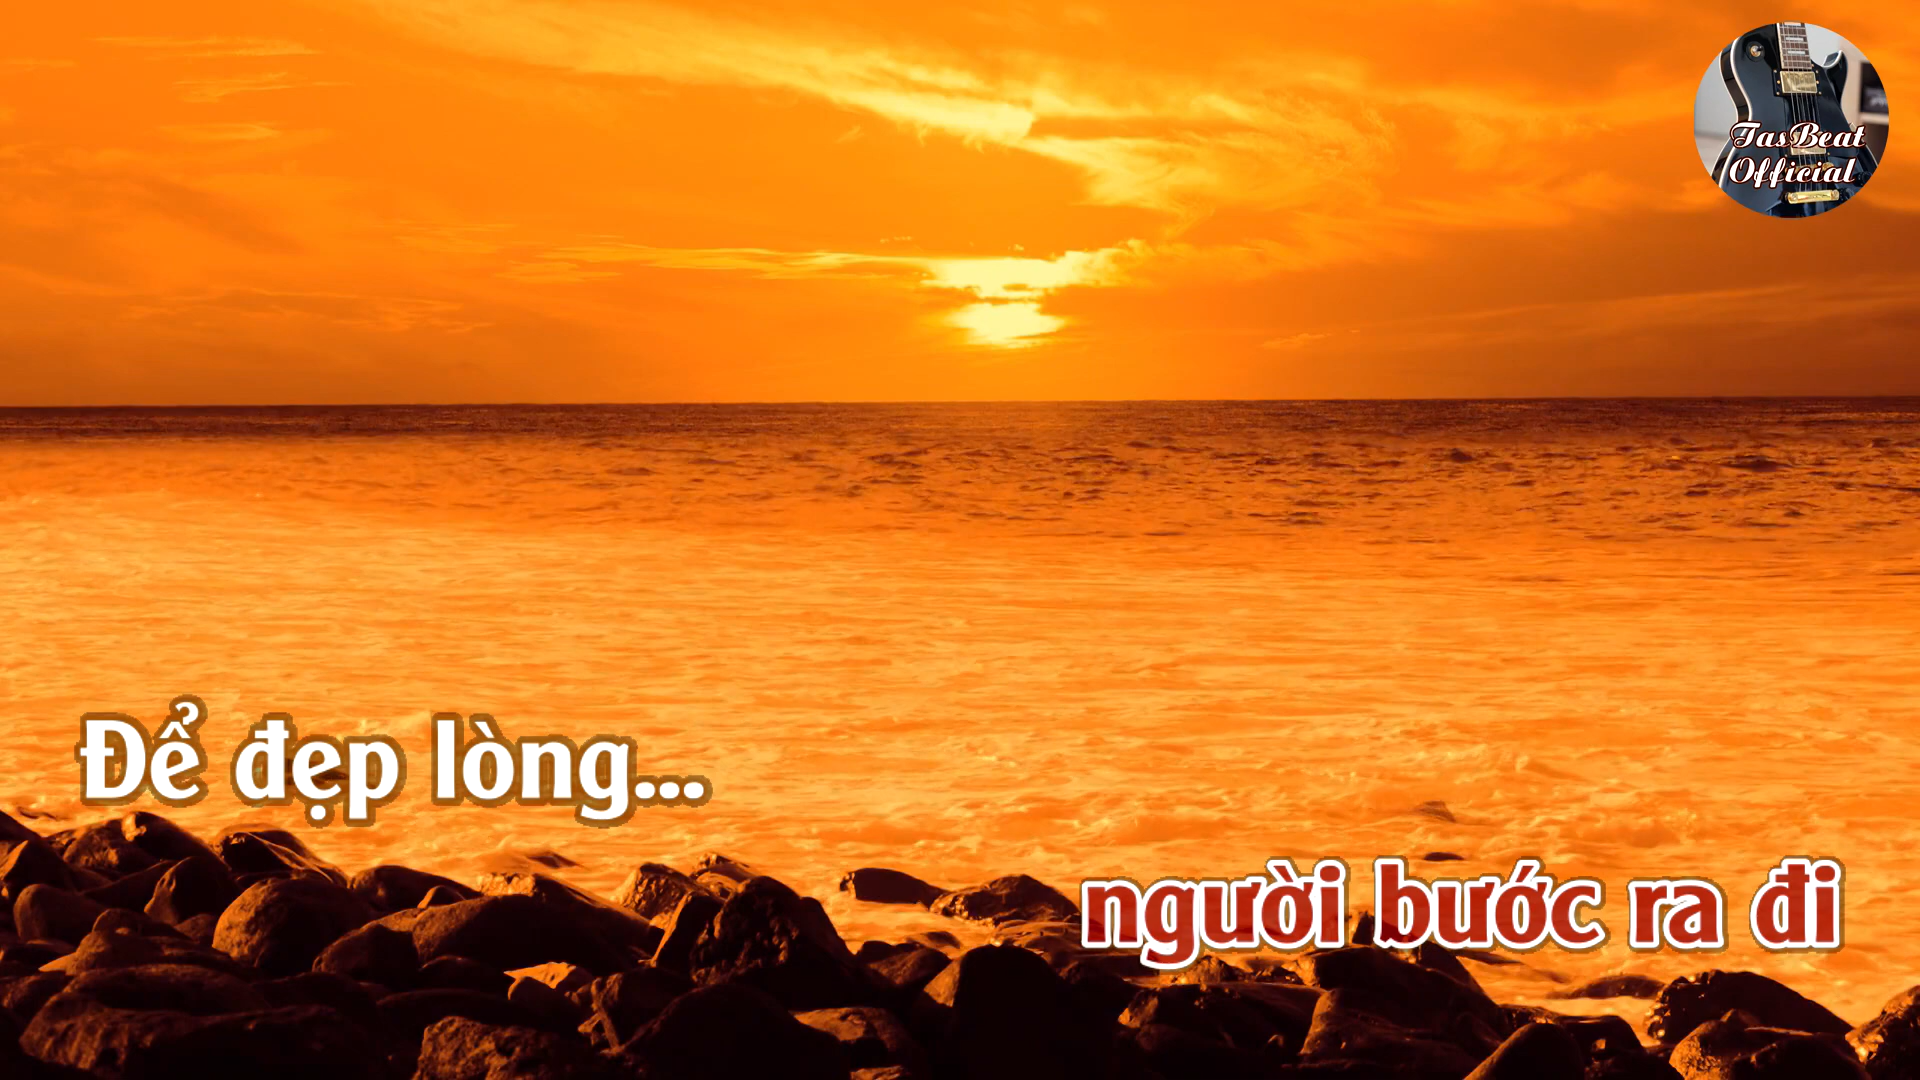 TasBeat
Official
Để đẹp lòng...
người bước ra đi